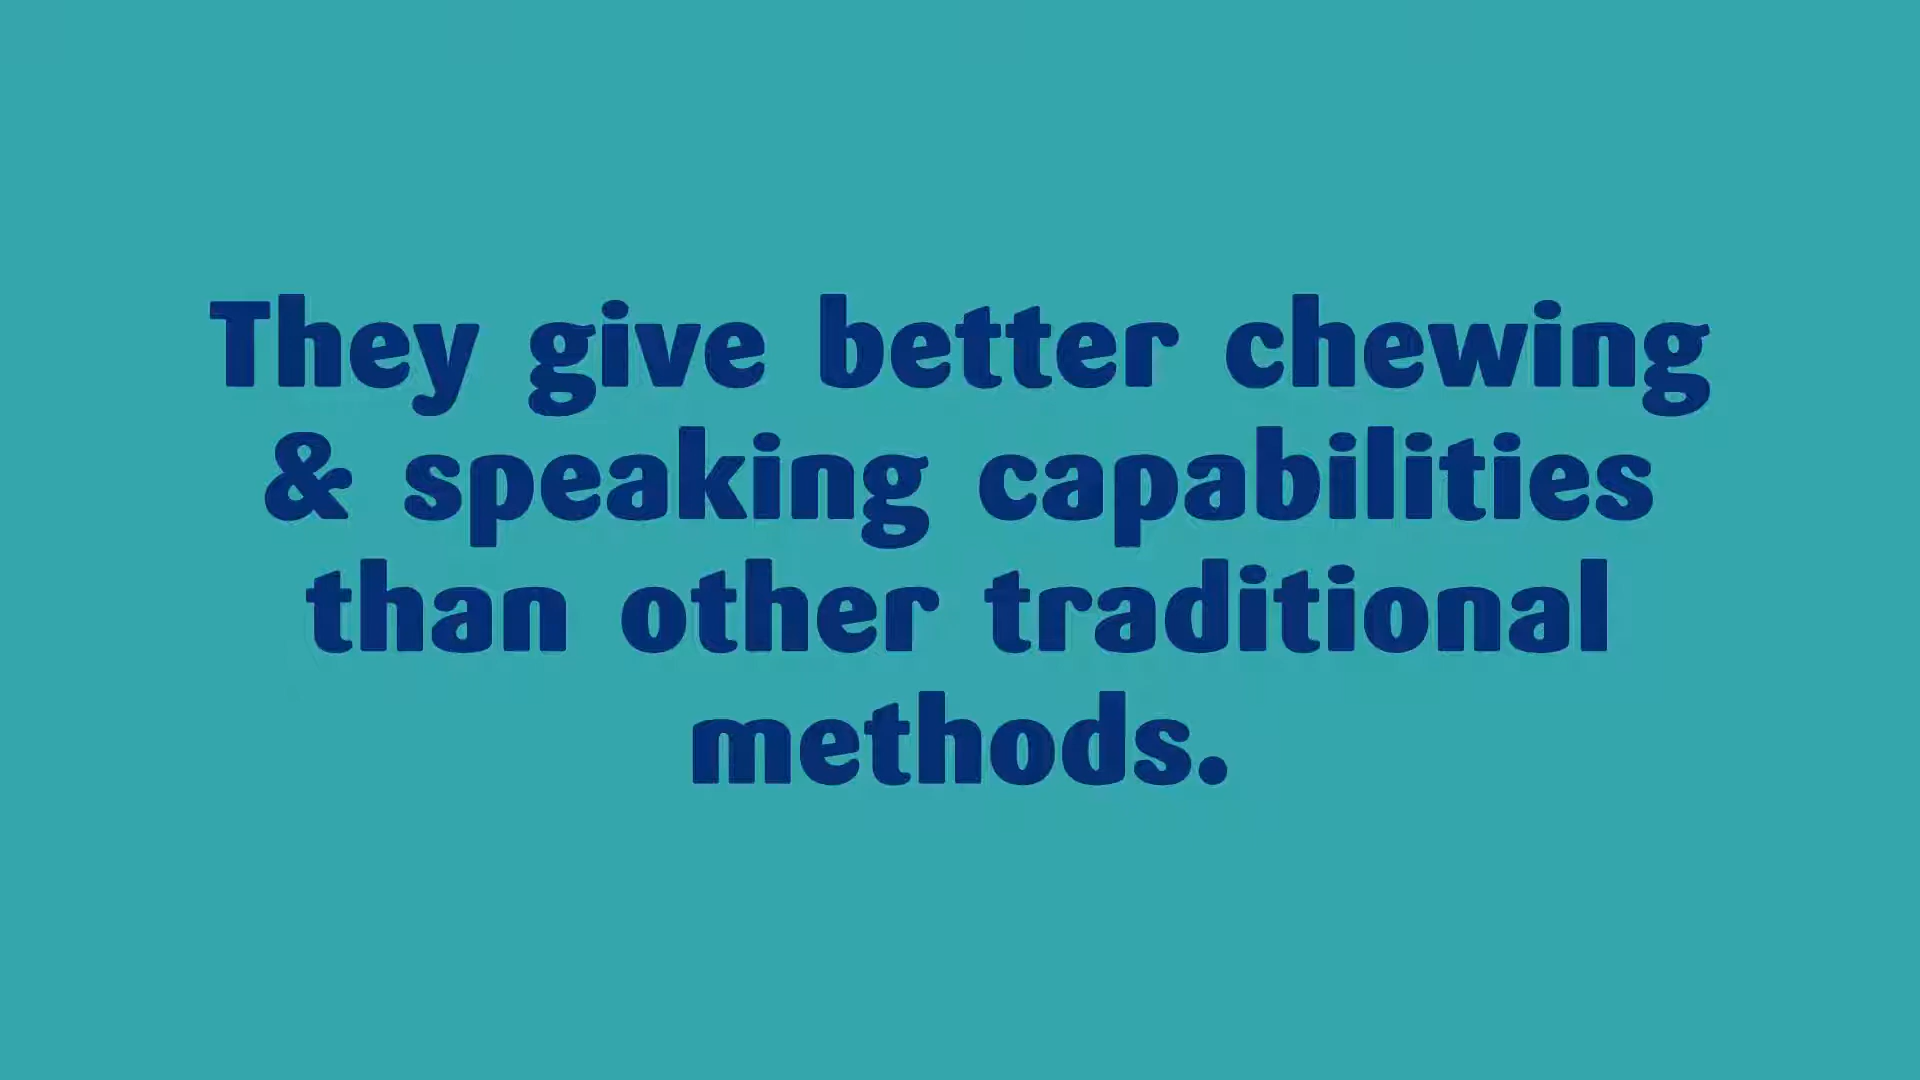 They give better chewing
& speaking capabilities
than other traditional
methods.